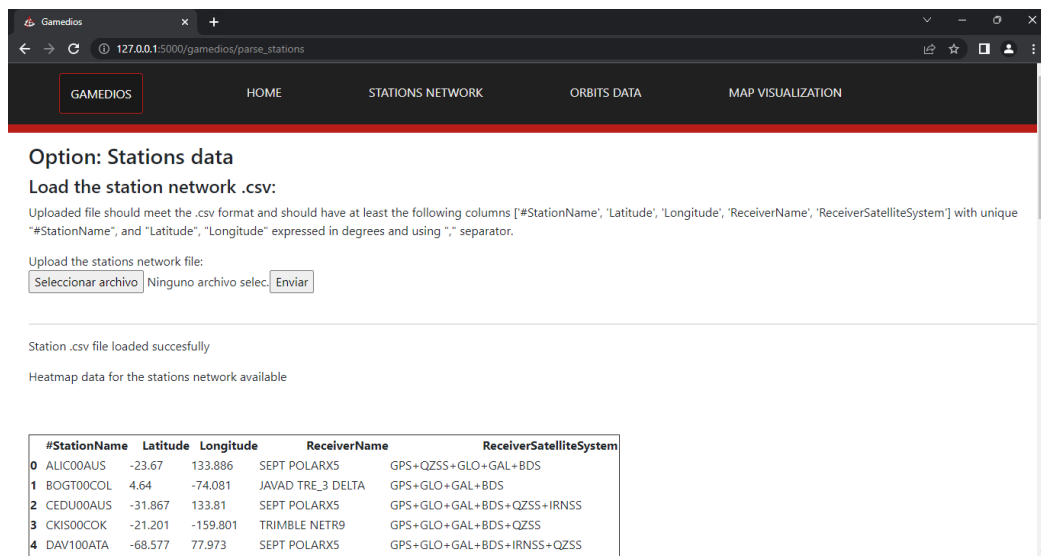 Gamedios
127.0.0.1:5000/gamedios/parse_stations
GAMEDIOS HOME STATIONS NETWORK ORBITS DATA MAP VISUALIZATION
Option: Stations data
Load the station network .csv:
Uploaded file should meet the .csv format and should have at least the following columns ['#StationName', 'Latitude', 'Longitude', 'ReceiverName', 'ReceiverSatelliteSystem'] with unique
"#StationName", and "Latitude", "Longitude" expressed in degrees and using "," separator.
Upload the stations network file:
Seleccionar archivo Ninguno archivo selec. Enviar
Station .csv file loaded succesfully
Heatmap data for the stations network available
#StationName Latitude Longitude ReceiverName ReceiverSatelliteSystem
0 ALIC00AUS -23.67 133.886 SEPT POLARX5 GPS+QZSS+GLO+GAL+BDS
1 BOGT00COL 4.64 -74.081 JAVAD TRE_3 DELTA GPS+GLO+GAL+BDS
2 CEDU00AUS -31.867 133.81 SEPT POLARX5 GPS+GLO+GAL+BDS+QZSS+IRNSS
3 CKIS00COK -21.201 -159.801 TRIMBLE NETR9 GPS+GLO+GAL+BDS+QZSS
4 DAV100ATA -68.577 77.973 SEPT POLARX5 GPS+GLO+GAL+BDS+IRNSS+QZSS